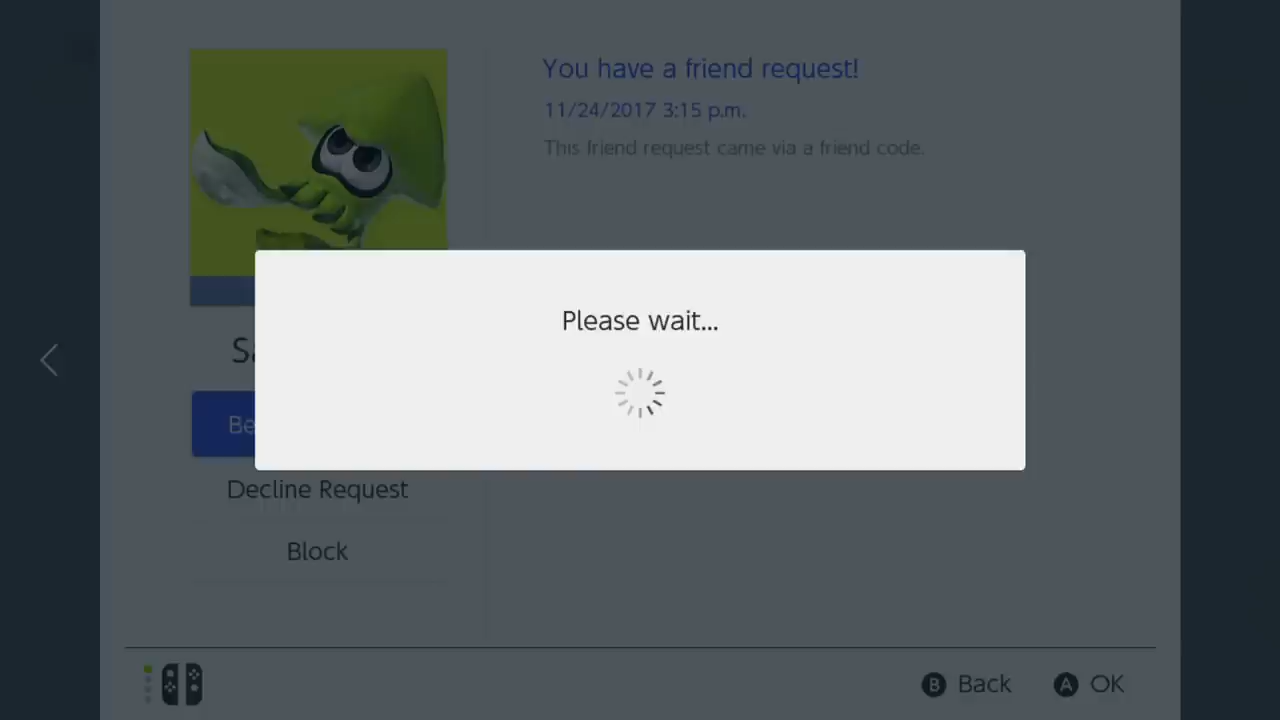 You have a friend request!
11/24/2017 3:15 p.m.
This friend request came via a friend code.
Please wait...
Decline Request
Block
B Back
A OK